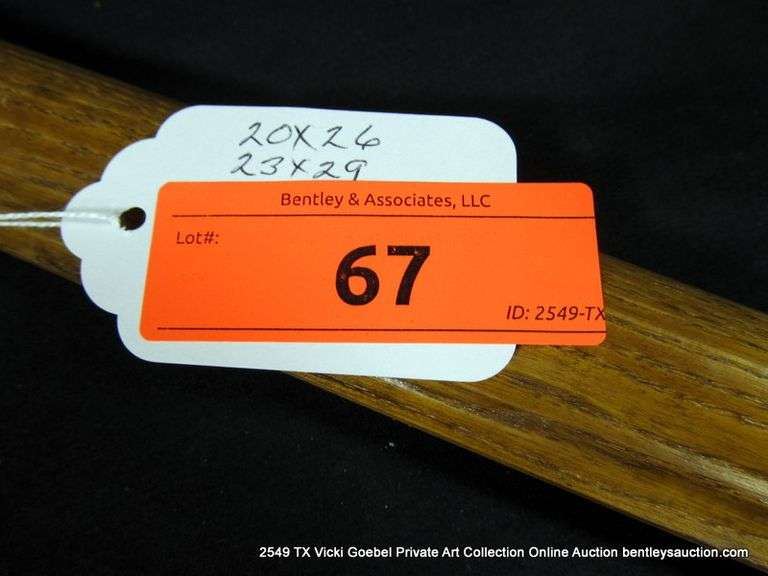 20X26
23X29
Bentley & Associates, LLC
Lot#:
67
ID: 2549-TX
2549 TX Vicki Goebel Private Art Collection Online Auction bentleysauction.com